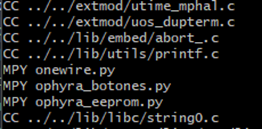 CC ../../extmod/utime_mphal.c
CC ../../extmod/uos_dupterm.c
CC ../../lib/embed/abort_.c
CC ../../lib/utils/printf.c
MPY onewire.py
MPY ophyra_botones.py
MPY ophyra_eeprom.py
CC ../../lib/libc/string0.c